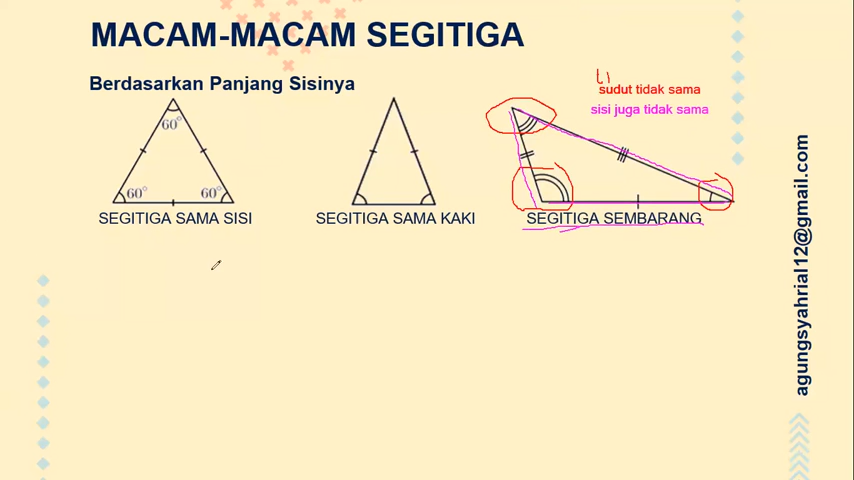 MACAM-MACAM SEGITIGA
Berdasarkan Panjang Sisinya
sudut tidak sama
sisi juga tidak sama
60°
60°
60°
SEGITIGA SAMA SISI
SEGITIGA SAMA KAKI
SEGITIGA SEMBARANG
agungsyahrial12@gmail.com